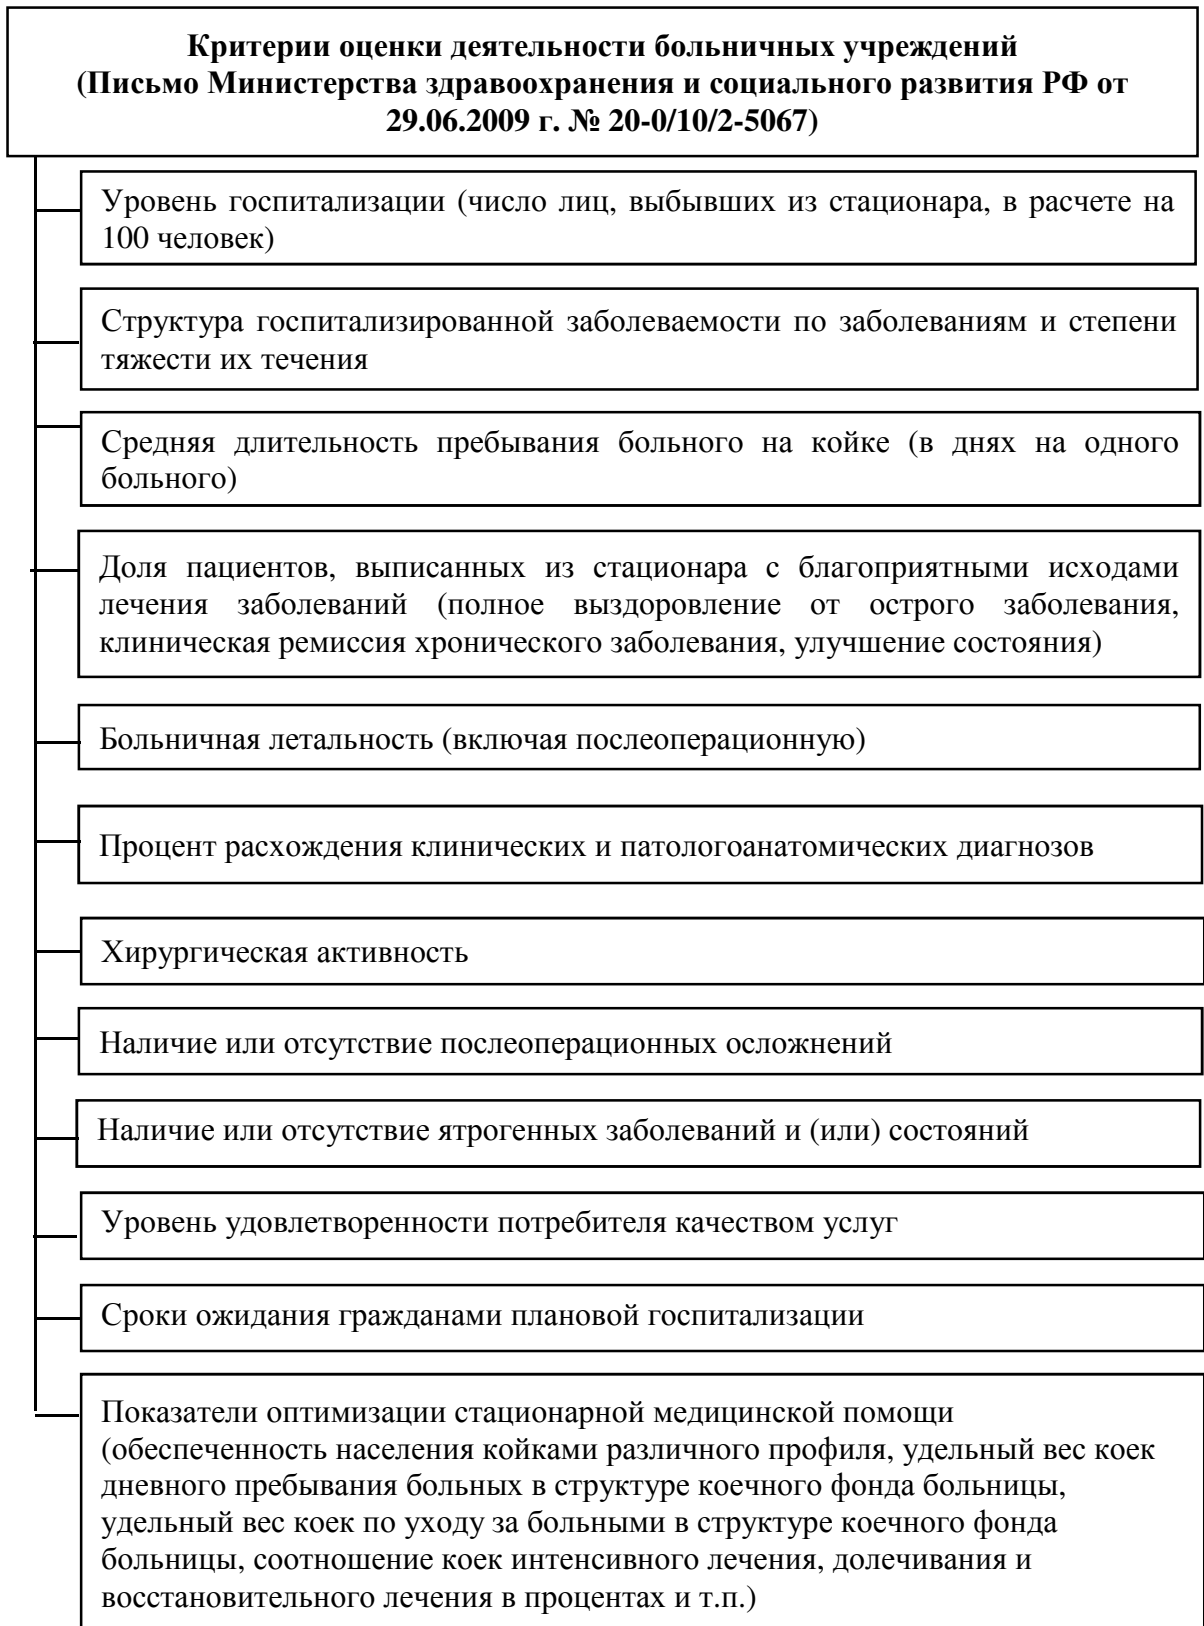 Критерии оценки деятельности больничных учреждений
(Письмо Министерства здравоохранения и социального развития РФ от
29.06.2009 г. № 20-0/10/2-5067)
Уровень госпитализации (число лиц, выбывших из стационара, в расчете на
100 человек)
Структура госпитализированной заболеваемости по заболеваниям и степени
тяжести их течения
Средняя длительность пребывания больного на койке (в днях на одного
больного)
Доля пациентов, выписанных из стационара с благоприятными исходами
лечения заболеваний (полное выздоровление от острого заболевания,
клиническая ремиссия хронического заболевания, улучшение состояния)
Больничная летальность (включая послеоперационную)
Процент расхождения клинических и патологоанатомических диагнозов
Хирургическая активность
Наличие или отсутствие послеоперационных осложнений
Наличие или отсутствие ятрогенных заболеваний и (или) состояний
Уровень удовлетворенности потребителя качеством услуг
Сроки ожидания гражданами плановой госпитализации
Показатели оптимизации стационарной медицинской помощи
(обеспеченность населения койками различного профиля, удельный вес коек
дневного пребывания больных в структуре коечного фонда больницы,
удельный вес коек по уходу за больными в структуре коечного фонда
больницы, соотношение коек интенсивного лечения, долечивания и
восстановительного лечения в процентах и т.п.)